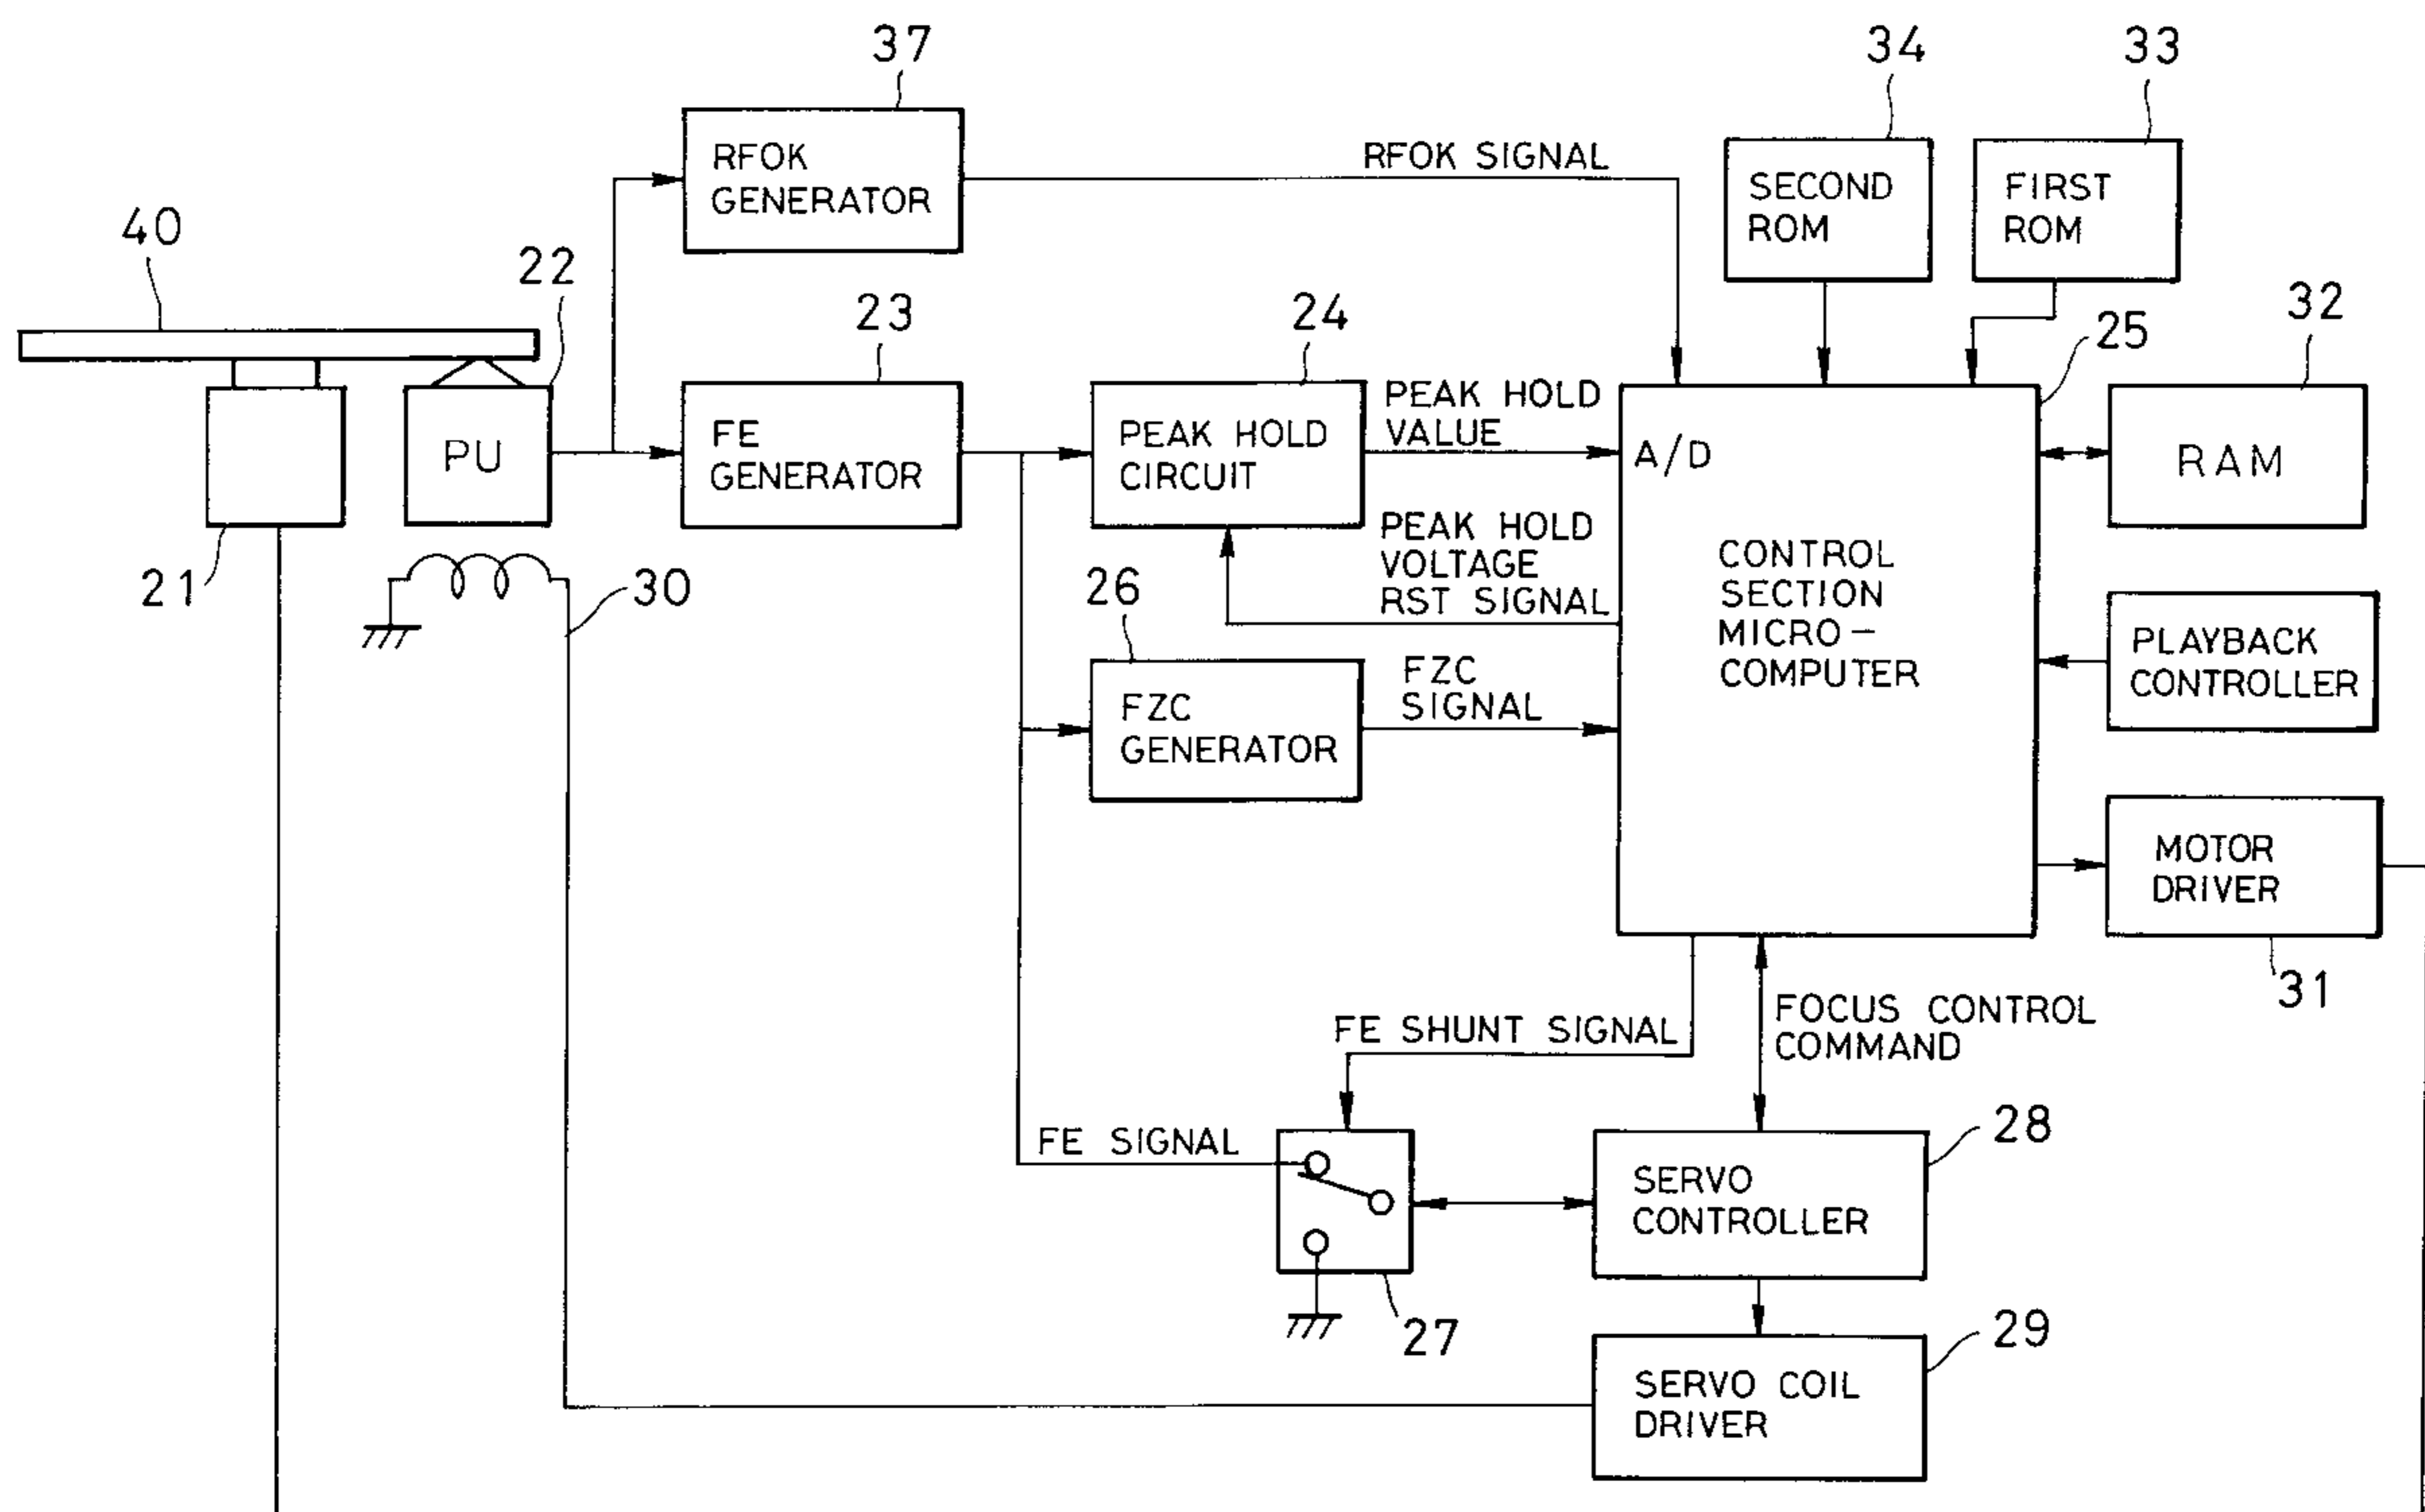 37
34
33
RFOK
GENERATOR
RFOK SIGNAL
SECOND
ROM
FIRST
ROM
40
22
23
24
25
32
PU
FE
GENERATOR
PEAK HOLD
CIRCUIT
PEAK HOLD
VALUE
A/D
RAM
21
30
26
PEAK HOLD
VOLTAGE
RST SIGNAL
CONTROL
SECTION
MICRO-
COMPUTER
PLAYBACK
CONTROLLER
FZC
GENERATOR
FZC
SIGNAL
MOTOR
DRIVER
31
FE SHUNT SIGNAL
FOCUS CONTROL
COMMAND
FE SIGNAL
28
SERVO
CONTROLLER
27
29
SERVO COIL
DRIVER